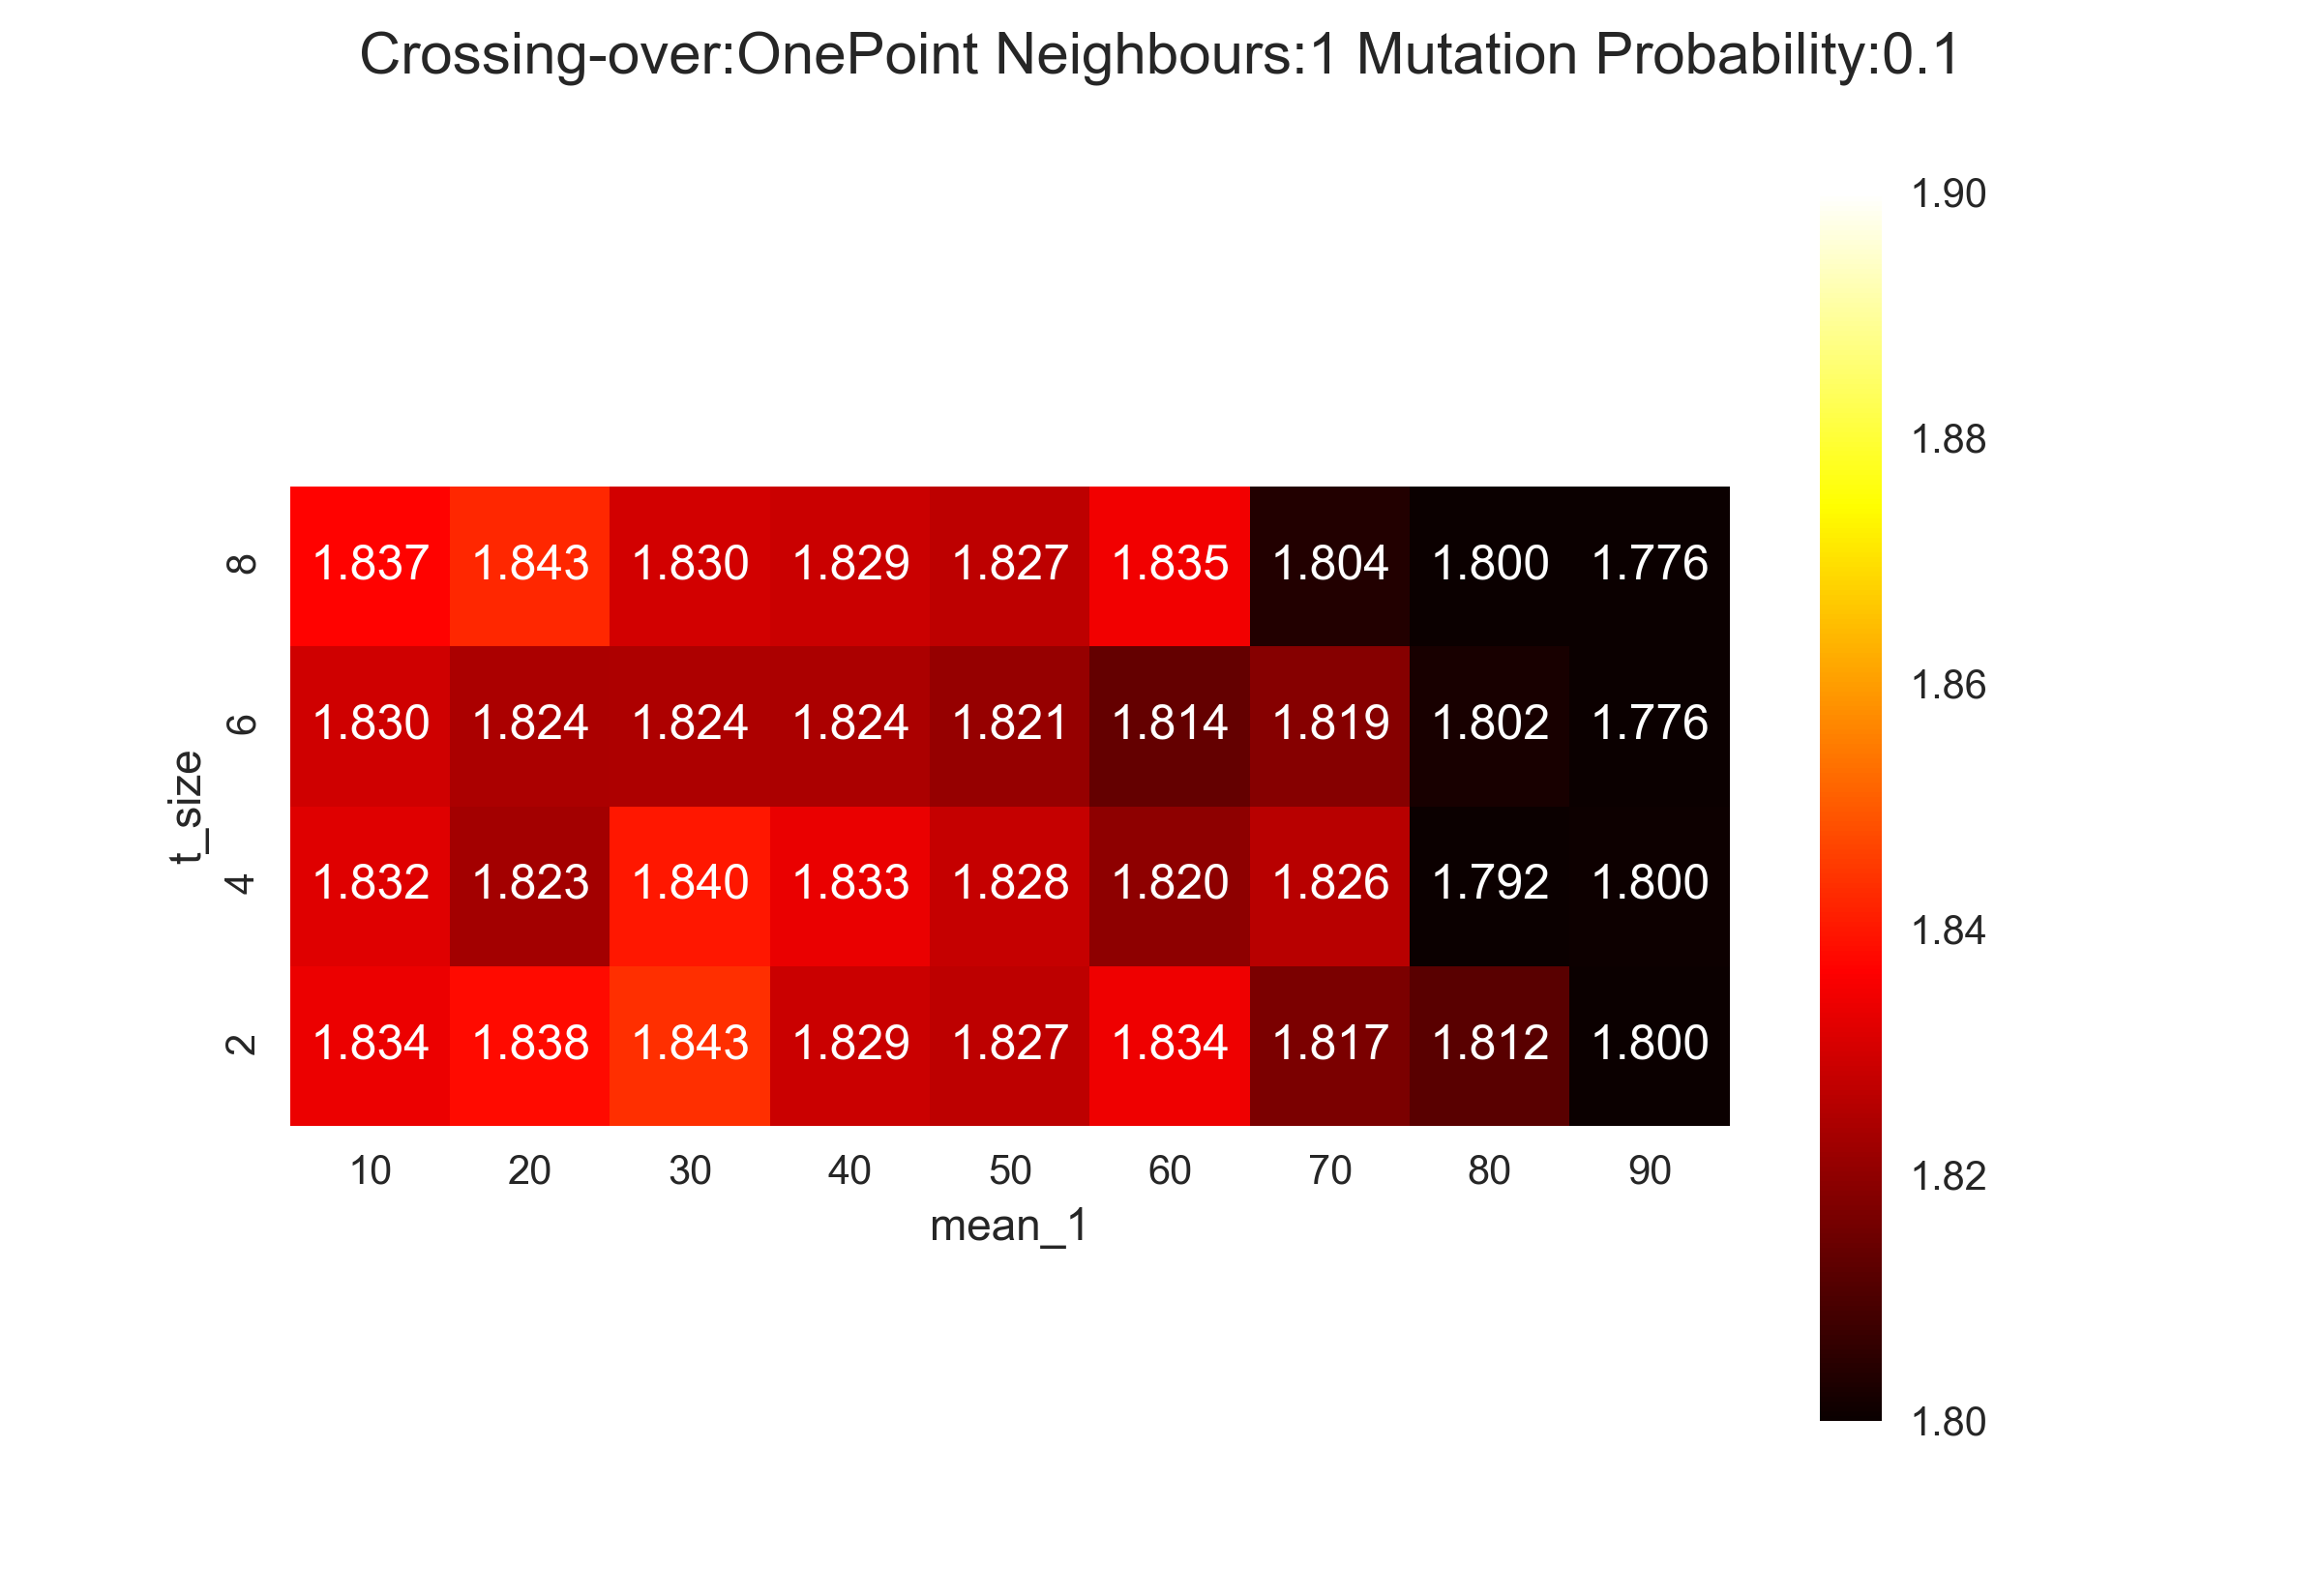 Crossing-over:OnePoint Neighbours:1 Mutation Probability:0.1
1.90
1.88
1.86
1.84
1.82
1.80
t_size
8 1.837 1.843 1.830 1.829 1.827 1.835 1.804 1.800 1.776
6 1.830 1.824 1.824 1.824 1.821 1.814 1.819 1.802 1.776
4 1.832 1.823 1.840 1.833 1.828 1.820 1.826 1.792 1.800
2 1.834 1.838 1.843 1.829 1.827 1.834 1.817 1.812 1.800
10 20 30 40 50 60 70 80 90
mean_1